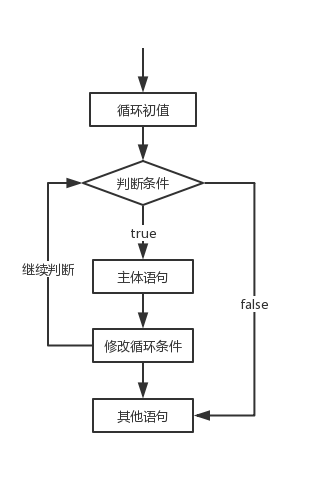 循环初值
判断条件
true
主体语句
继续判断
false
修改循环条件
其他语句